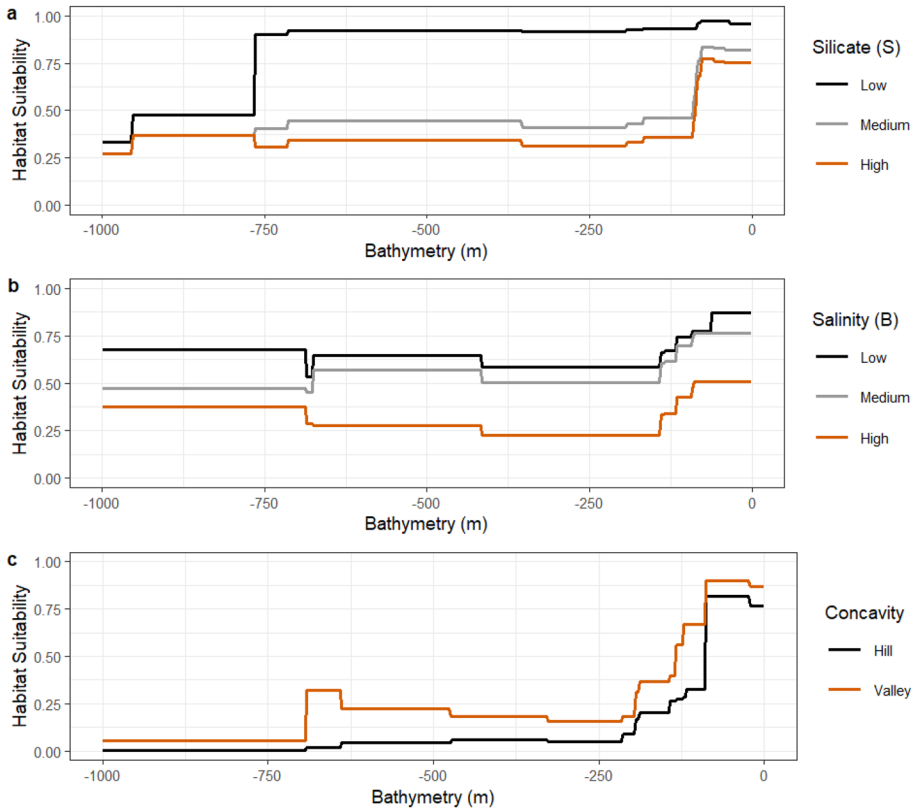 a
1.00
0.75
0.50
0.25
0.00
Habitat Suitability
-1000 -750 -500 -250 0
Bathymetry (m)
Silicate (S)
Low
Medium
High
b
1.00
0.75
0.50
0.25
0.00
Habitat Suitability
-1000 -750 -500 -250 0
Bathymetry (m)
Salinity (B)
Low
Medium
High
c
1.00
0.75
0.50
0.25
0.00
Habitat Suitability
-1000 -750 -500 -250 0
Bathymetry (m)
Concavity
Hill
Valley